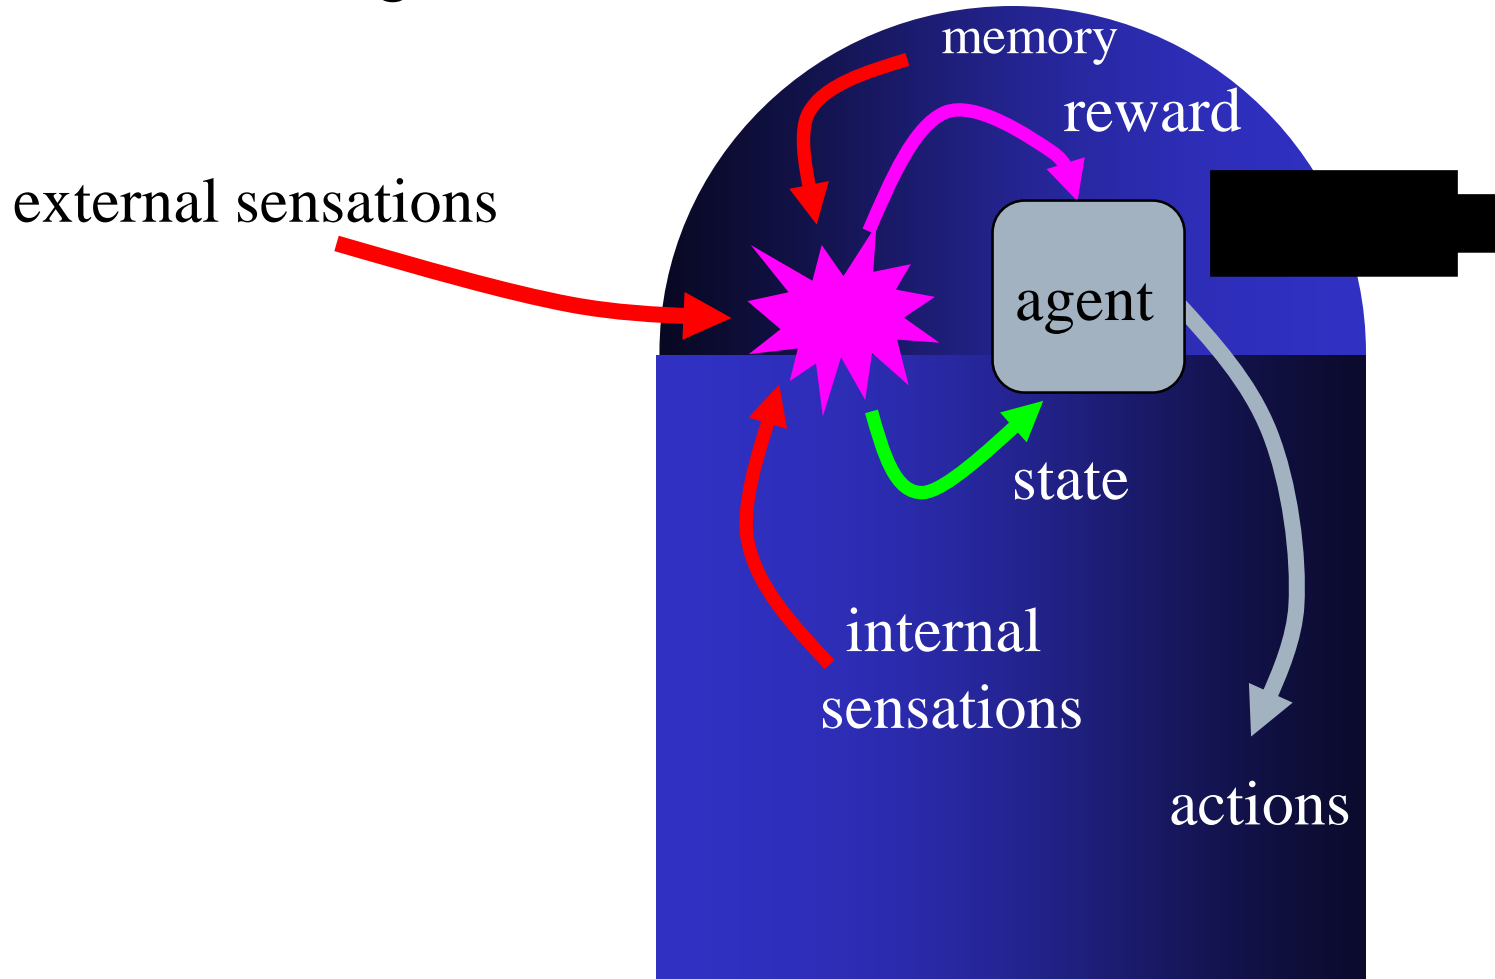 memory
reward
external sensations
agent
state
internal
sensations
actions